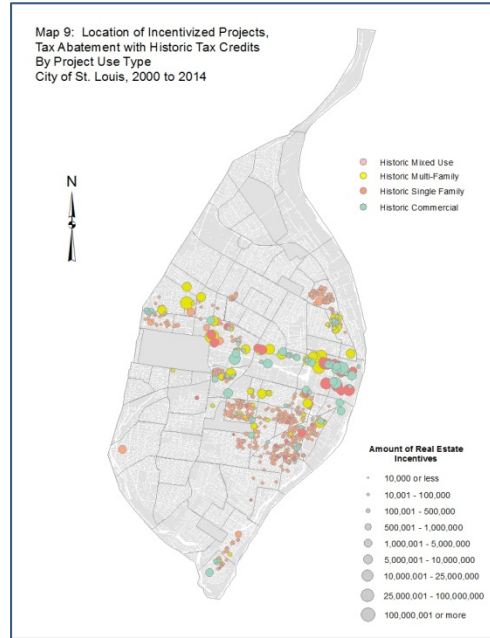 Map 9: Location of Incentivized Projects,
Tax Abatement with Historic Tax Credits
By Project Use Type
City of St. Louis, 2000 to 2014
N
Historic Mixed Use
Historic Multi-Family
Historic Single Family
Historic Commercial
Amount of Real Estate
Incentives
10,000 or less
10,001 - 100,000
100,001 - 500,000
500,001 - 1,000,000
1,000,001 - 5,000,000
5,000,001 - 10,000,000
10,000,001 - 25,000,000
25,000,001 - 100,000,000
100,000,001 or more